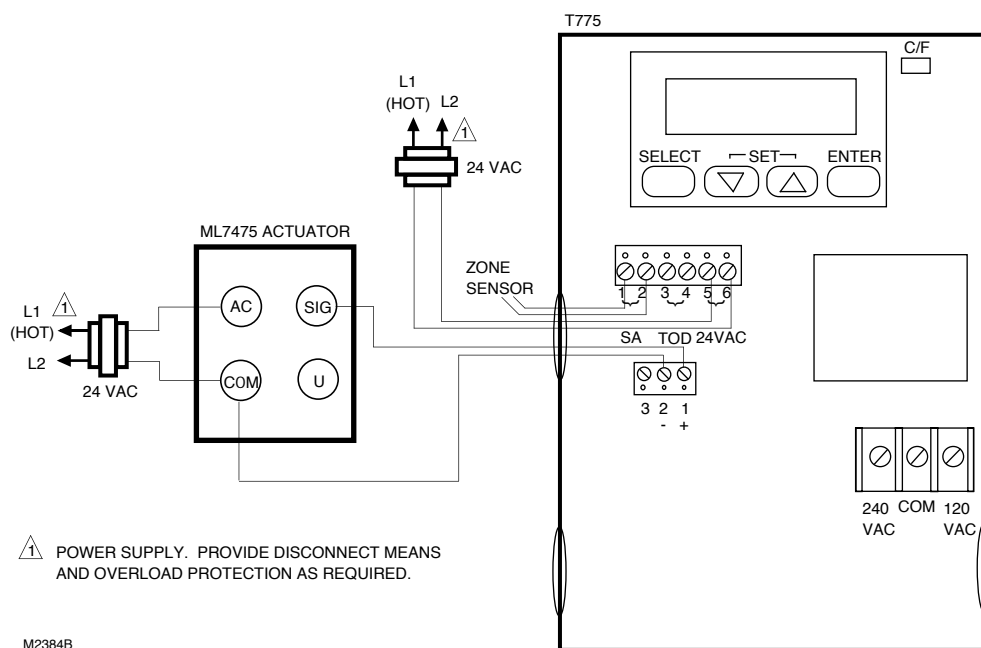 T775
C/F
L1
(HOT)
L2
1
24 VAC
SELECT
SET
ENTER
ML7475 ACTUATOR
ZONE
SENSOR
1 2 3 4 5 6
AC
SIG
L1
(HOT)
1
L2
24 VAC
COM
U
SA TOD 24VAC
3 2 1
- +
240
VAC
COM
120
VAC
1 POWER SUPPLY. PROVIDE DISCONNECT MEANS
AND OVERLOAD PROTECTION AS REQUIRED.
M2384B